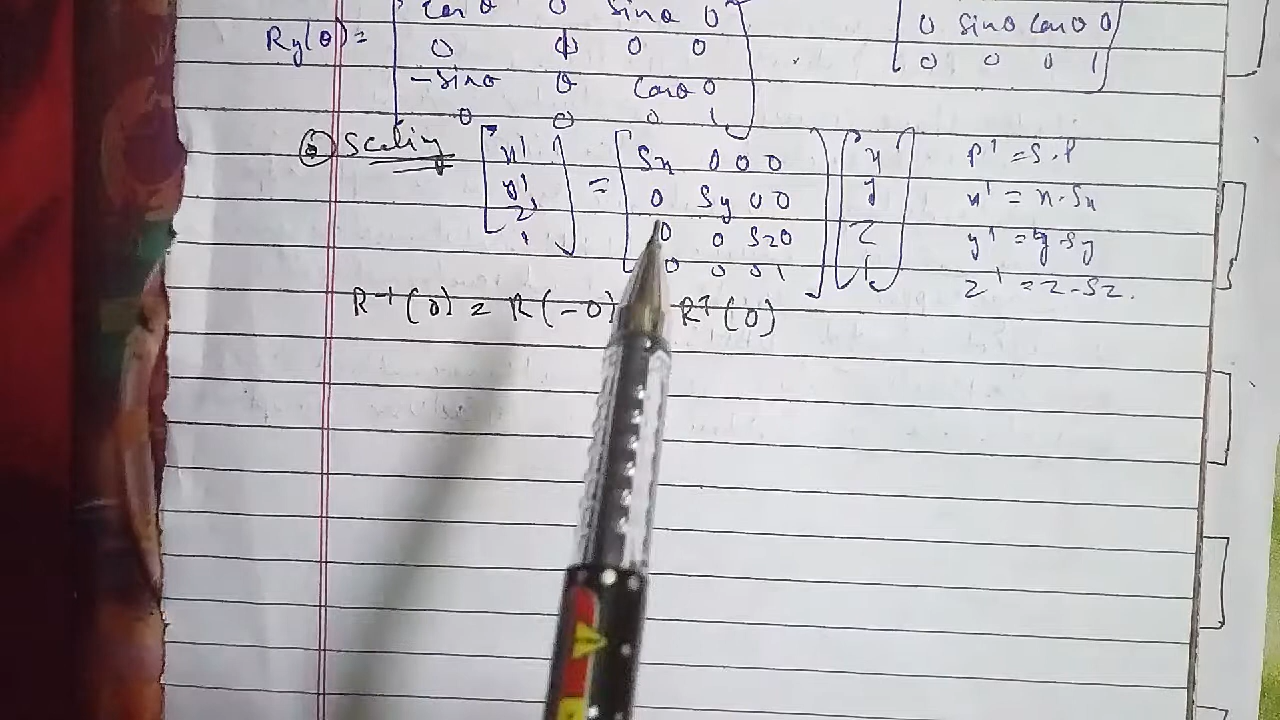 Ry(θ)=
cosθ 0 sinθ 0
0 1 0 0
-sinθ 0 cosθ 0
0 0 0 1
0 sinθ cosθ 0
0 0 0 1
Scaling
[x' y' z' 1] = [Sx 0 0 0
0 Sy 0 0
0 0 Sz 0
0 0 0 1] [x y z 1]
P' = S.P
x' = x.Sx
y' = y.Sy
z' = z.Sz.
R⁻¹(θ) = R(-θ) Rᵀ(θ)